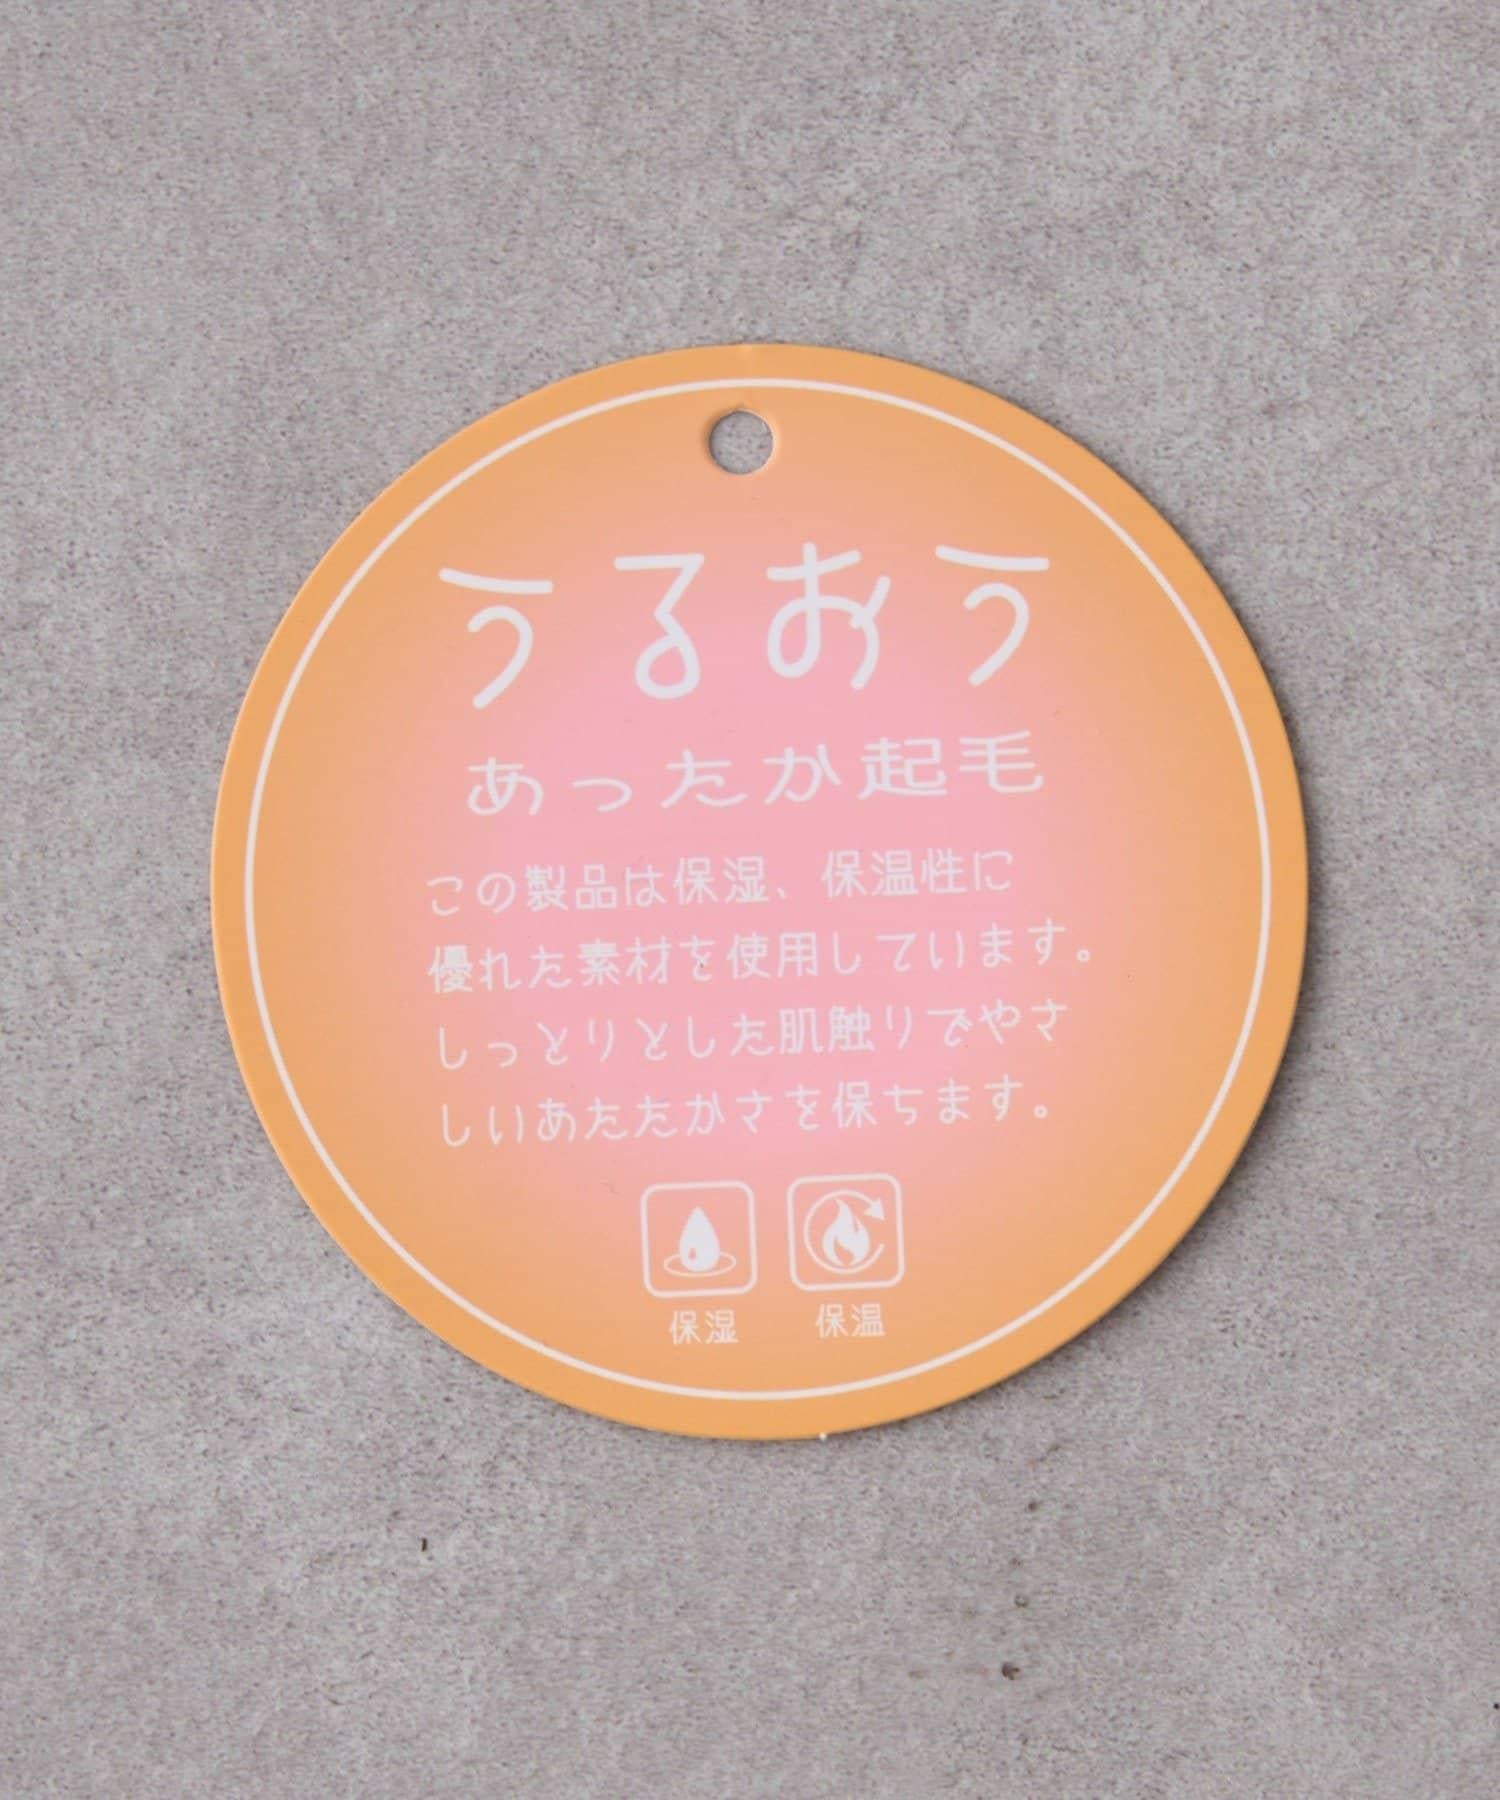 うるおう
あったか起毛
この製品は保湿、保温性に
優れた素材を使用しています。
しっとりとした肌触りでやさ
しいあたたかさを保ちます。
保湿 保温